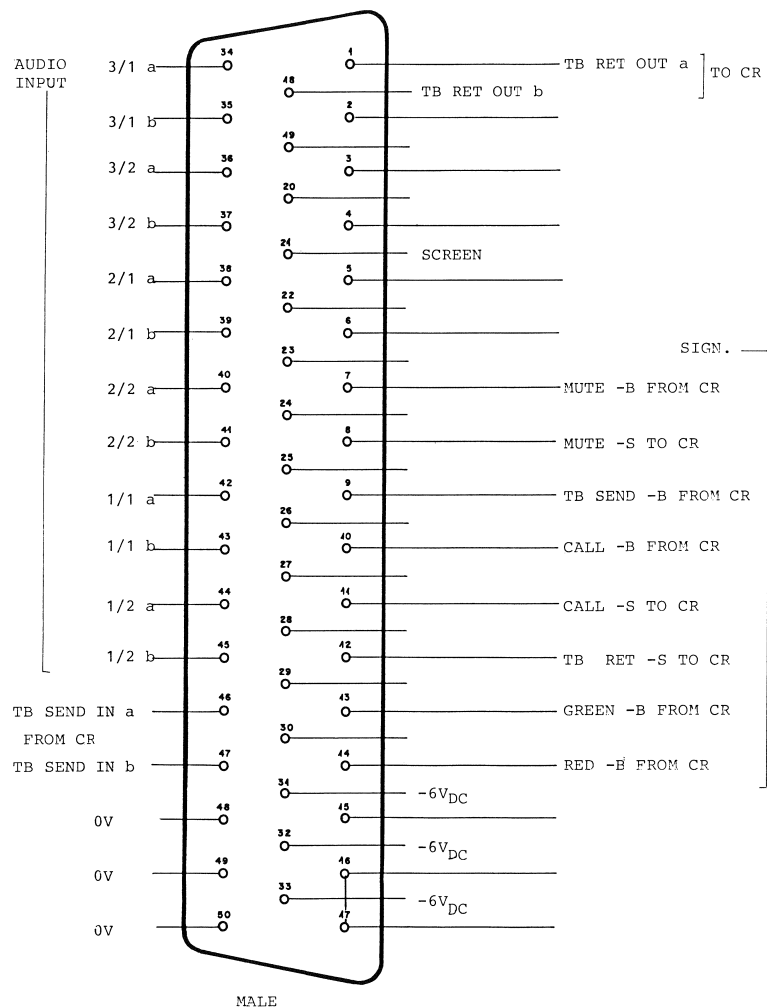 AUDIO INPUT
3/1 a 34 1 TB RET OUT a
TO CR
18 TB RET OUT b
3/1 b 35 2
19
3/2 a 36 3
20
3/2 b 37 4
21 SCREEN
2/1 a 38 5
22
2/1 b 39 6
23
SIGN.
2/2 a 40 7 MUTE -B FROM CR
24
2/2 b 41 8 MUTE -S TO CR
25
1/1 a 42 9 TB SEND -B FROM CR
26
1/1 b 43 10 CALL -B FROM CR
27
1/2 a 44 11 CALL -S TO CR
28
1/2 b 45 12 TB RET -S TO CR
29
TB SEND IN a 46 13 GREEN -B FROM CR
FROM CR
30
TB SEND IN b 47 14 RED -B FROM CR
31 -6VDC
0V 48 15
32 -6VDC
0V 49 16
33 -6VDC
0V 50 17
MALE